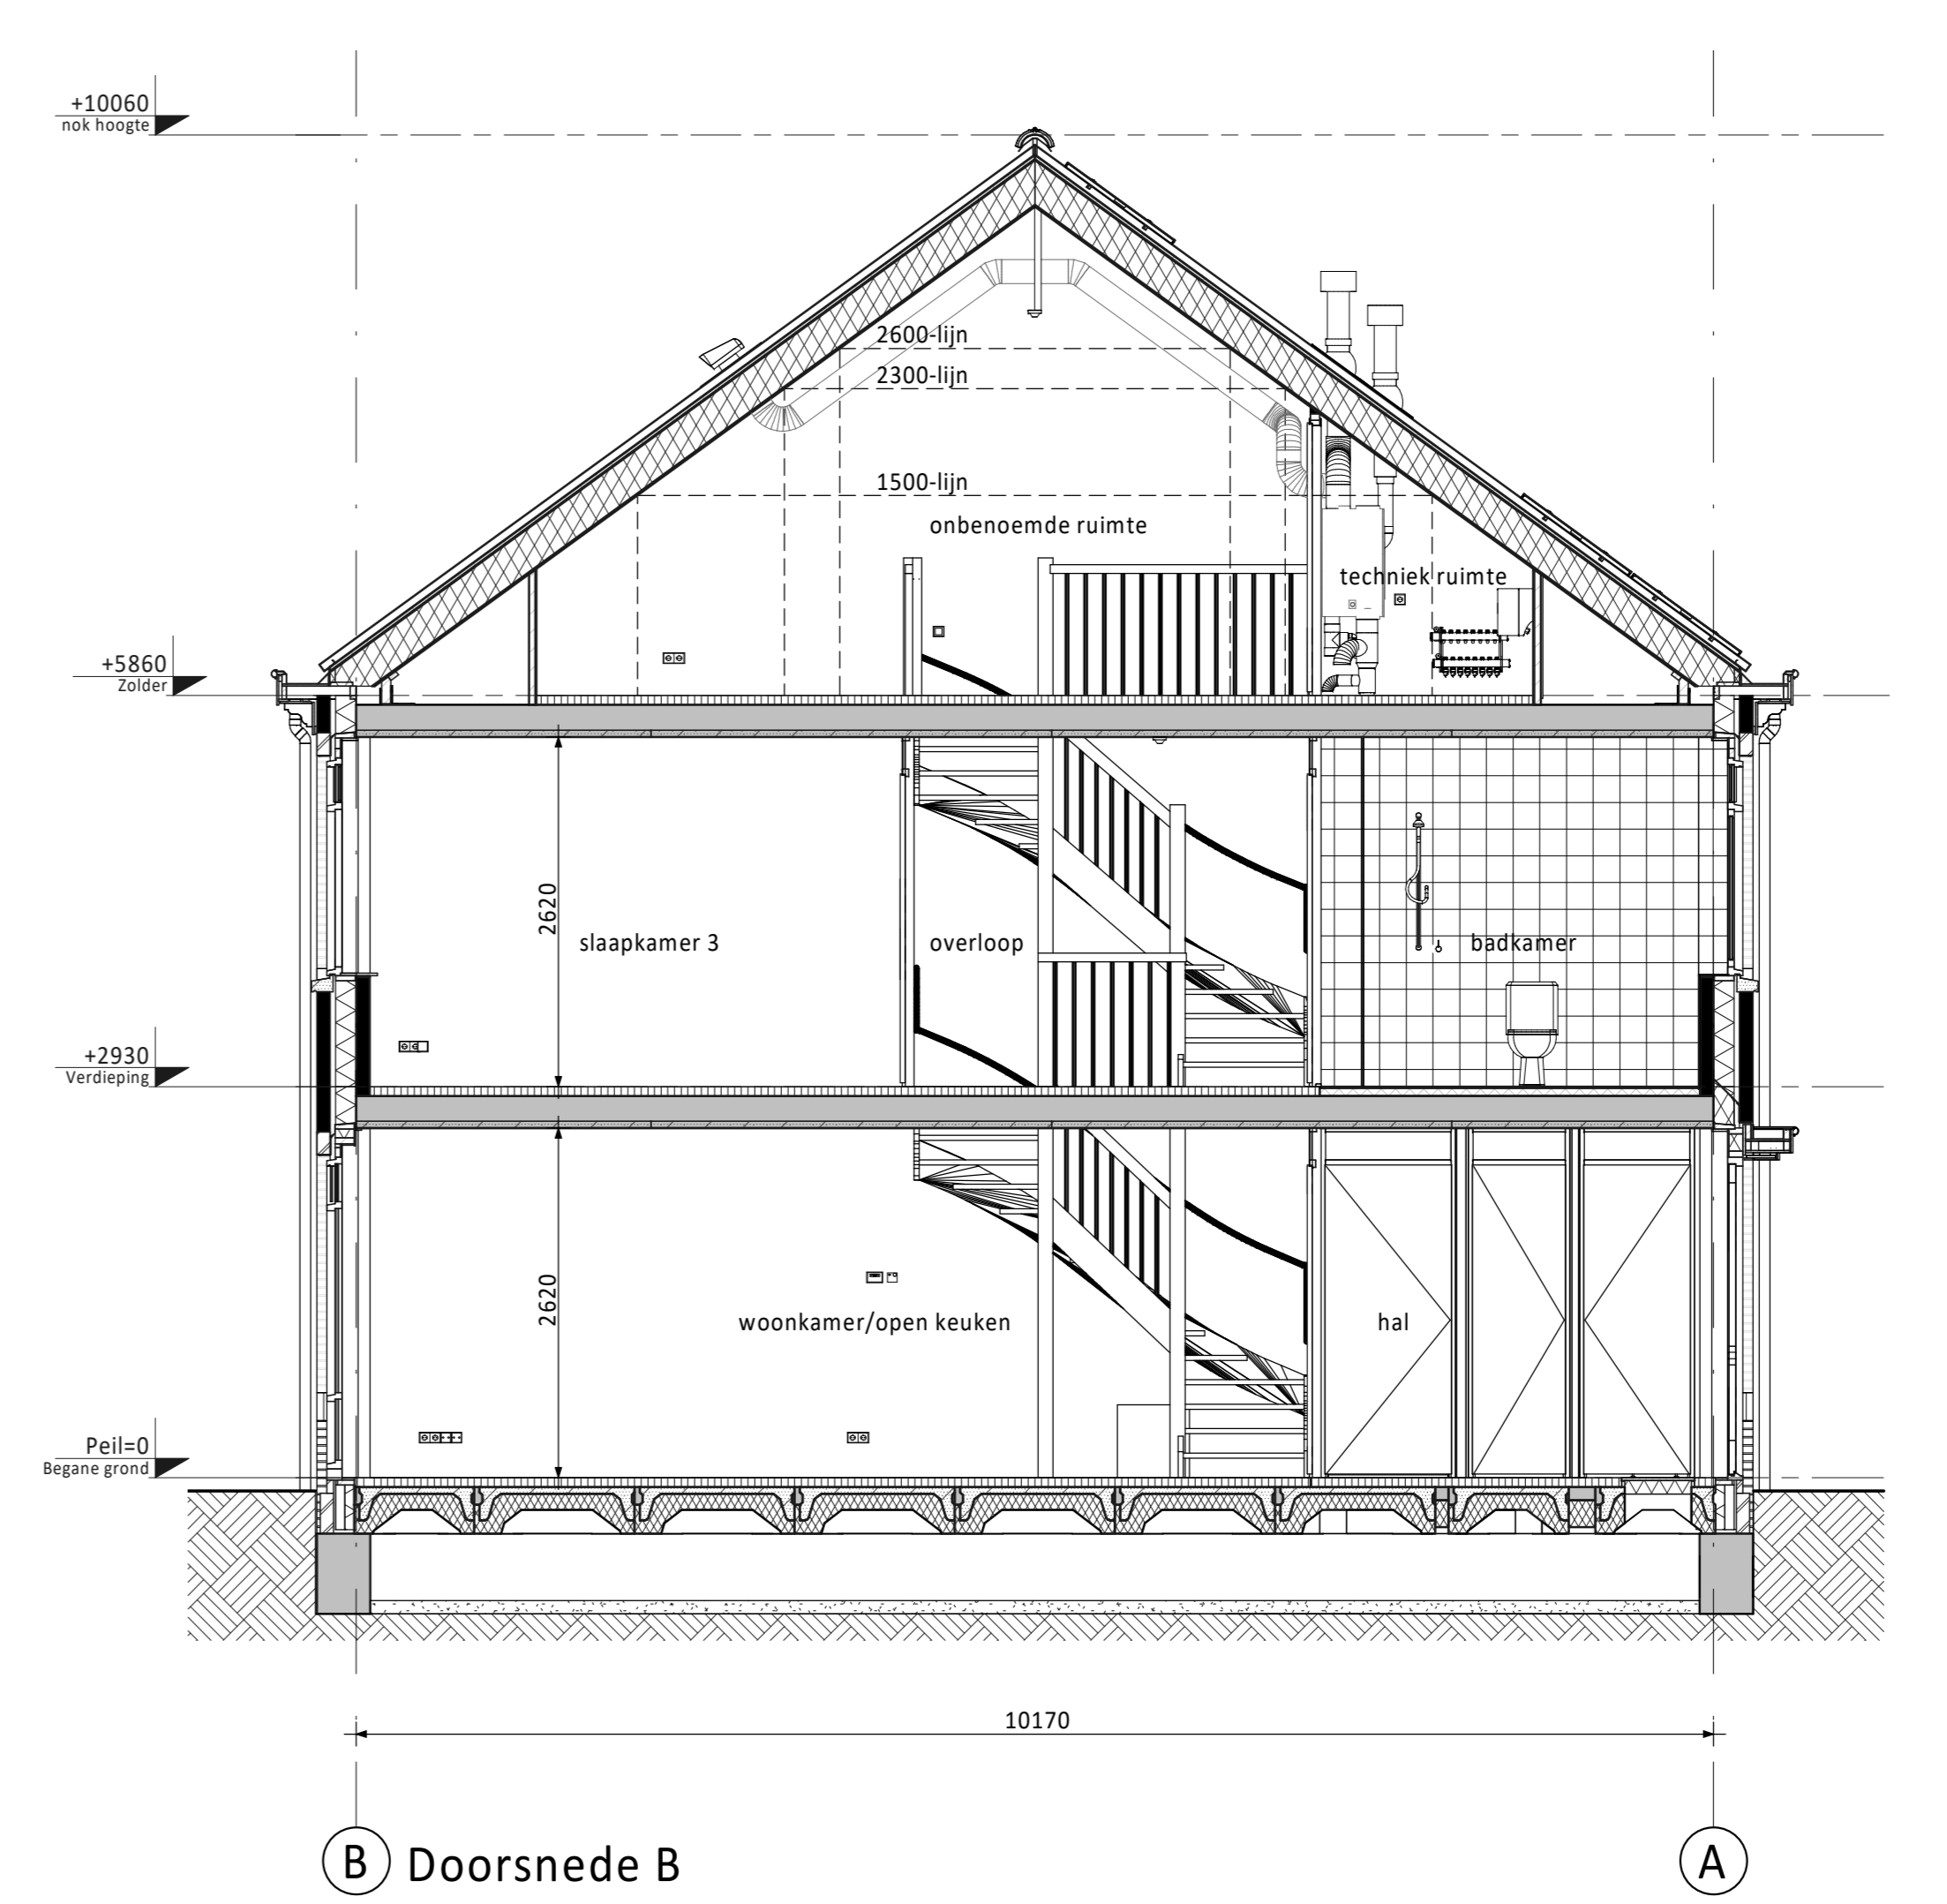 +10060
nok hoogte
2600-lijn
2300-lijn
1500-lijn
onbenoemde ruimte
techniek ruimte
+5860
Zolder
2620
slaapkamer 3
overloop
badkamer
+2930
Verdieping
2620
woonkamer/open keuken
hal
Peil=0
Begane grond
10170
B
Doorsnede B
A